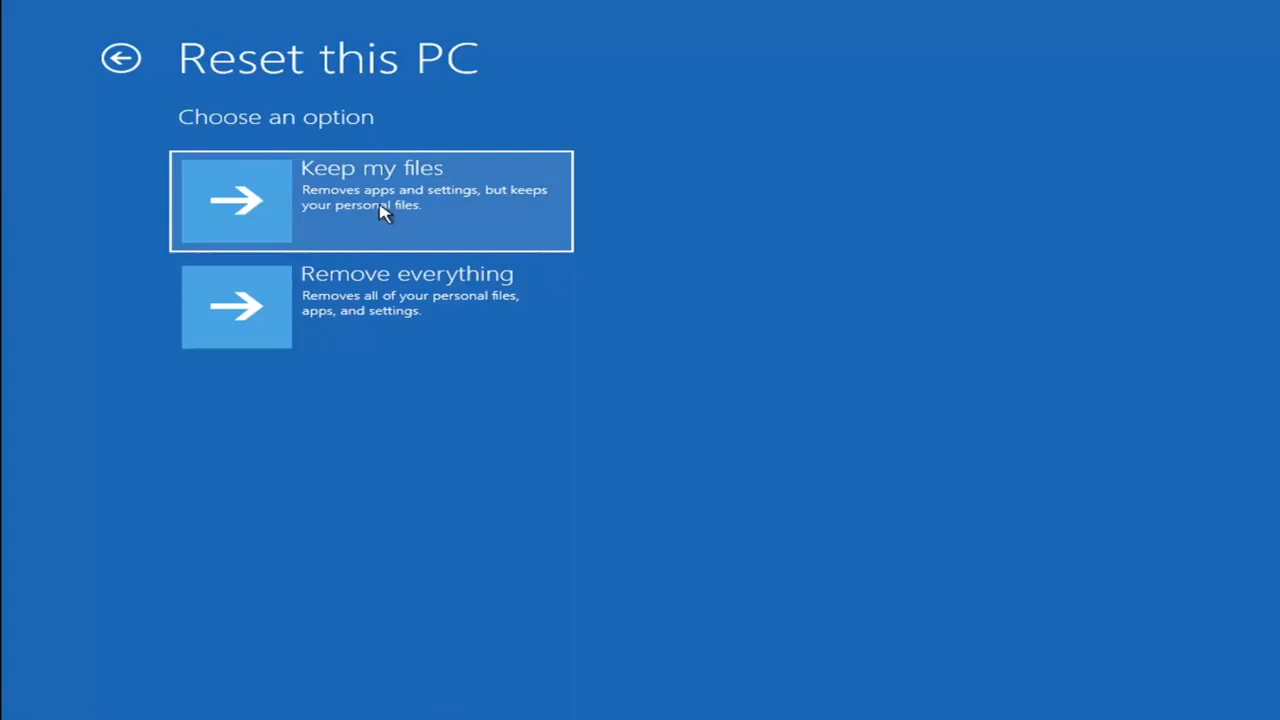 Reset this PC
Choose an option
Keep my files
Removes apps and settings, but keeps
your personal files.
Remove everything
Removes all of your personal files,
apps, and settings.